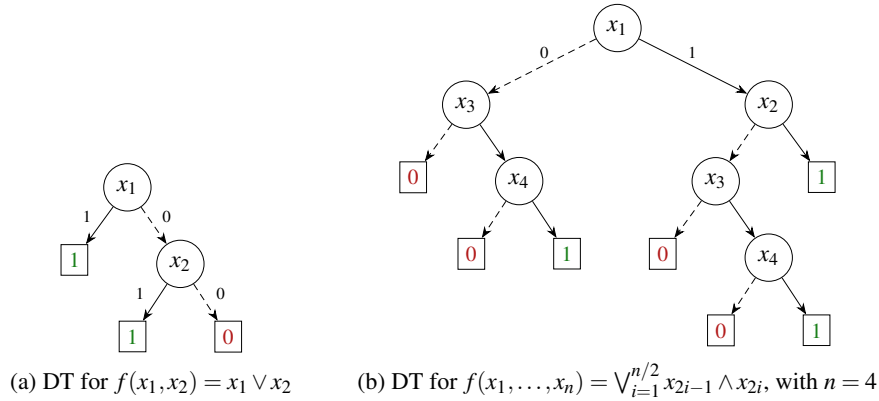 x₁
0
1
x₃
x₂
x₁
0
x₄
x₃
1
1
0
1
x₂
0
1
0
x₄
1
0
1
0
0
1
(a) DT for f(x₁,x₂) = x₁ ∨ x₂
(b) DT for f(x₁,…,xₙ) = ⋁ᵢ₌₁ⁿᐟ² x₂ᵢ₋₁ ∧ x₂ᵢ, with n = 4